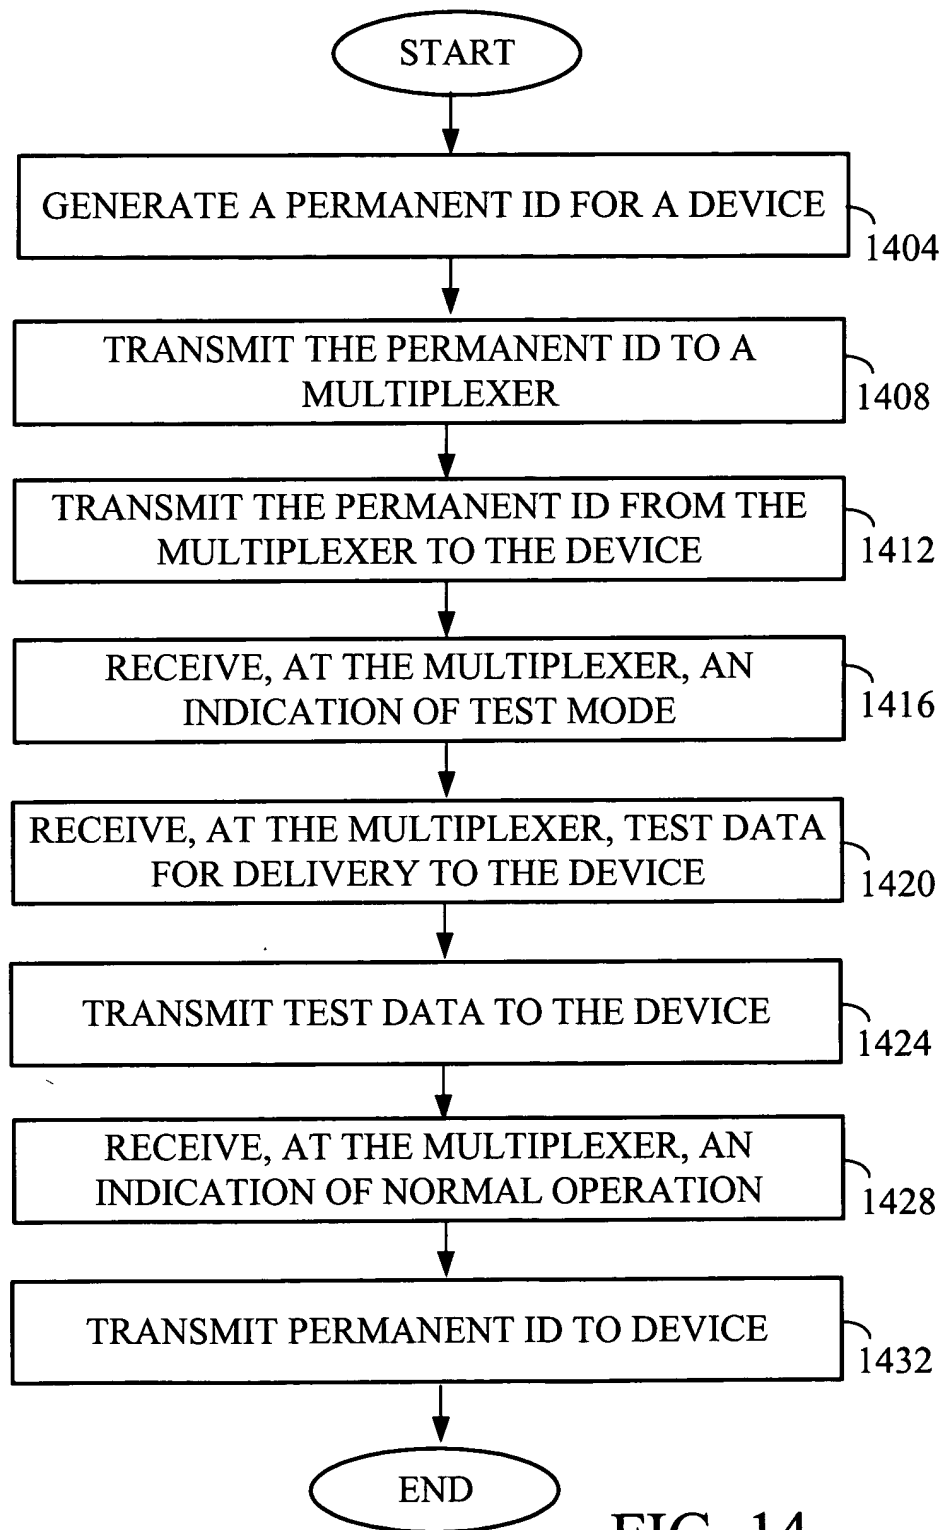 START
GENERATE A PERMANENT ID FOR A DEVICE
1404
TRANSMIT THE PERMANENT ID TO A
MULTIPLEXER
1408
TRANSMIT THE PERMANENT ID FROM THE
MULTIPLEXER TO THE DEVICE
1412
RECEIVE, AT THE MULTIPLEXER, AN
INDICATION OF TEST MODE
1416
RECEIVE, AT THE MULTIPLEXER, TEST DATA
FOR DELIVERY TO THE DEVICE
1420
TRANSMIT TEST DATA TO THE DEVICE
1424
RECEIVE, AT THE MULTIPLEXER, AN
INDICATION OF NORMAL OPERATION
1428
TRANSMIT PERMANENT ID TO DEVICE
1432
END
FIG. 14